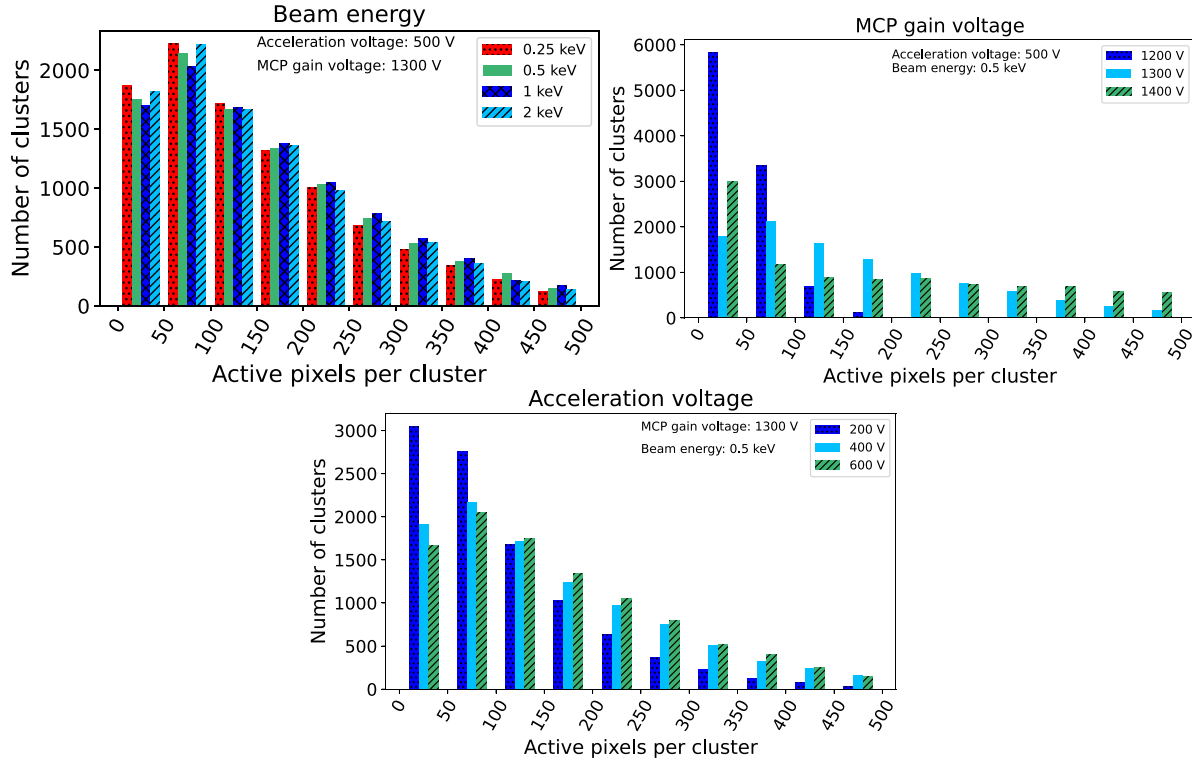 Beam energy
Acceleration voltage: 500 V
MCP gain voltage: 1300 V
0.25 keV
0.5 keV
1 keV
2 keV
Number of clusters
2000
1500
1000
500
0
0
50
100
150
200
250
300
350
400
450
500
Active pixels per cluster
MCP gain voltage
Acceleration voltage: 500 V
Beam energy: 0.5 keV
1200 V
1300 V
1400 V
Number of clusters
6000
5000
4000
3000
2000
1000
0
0
50
100
150
200
250
300
350
400
450
500
Active pixels per cluster
Acceleration voltage
MCP gain voltage: 1300 V
Beam energy: 0.5 keV
200 V
400 V
600 V
Number of clusters
3000
2500
2000
1500
1000
500
0
0
50
100
150
200
250
300
350
400
450
500
Active pixels per cluster